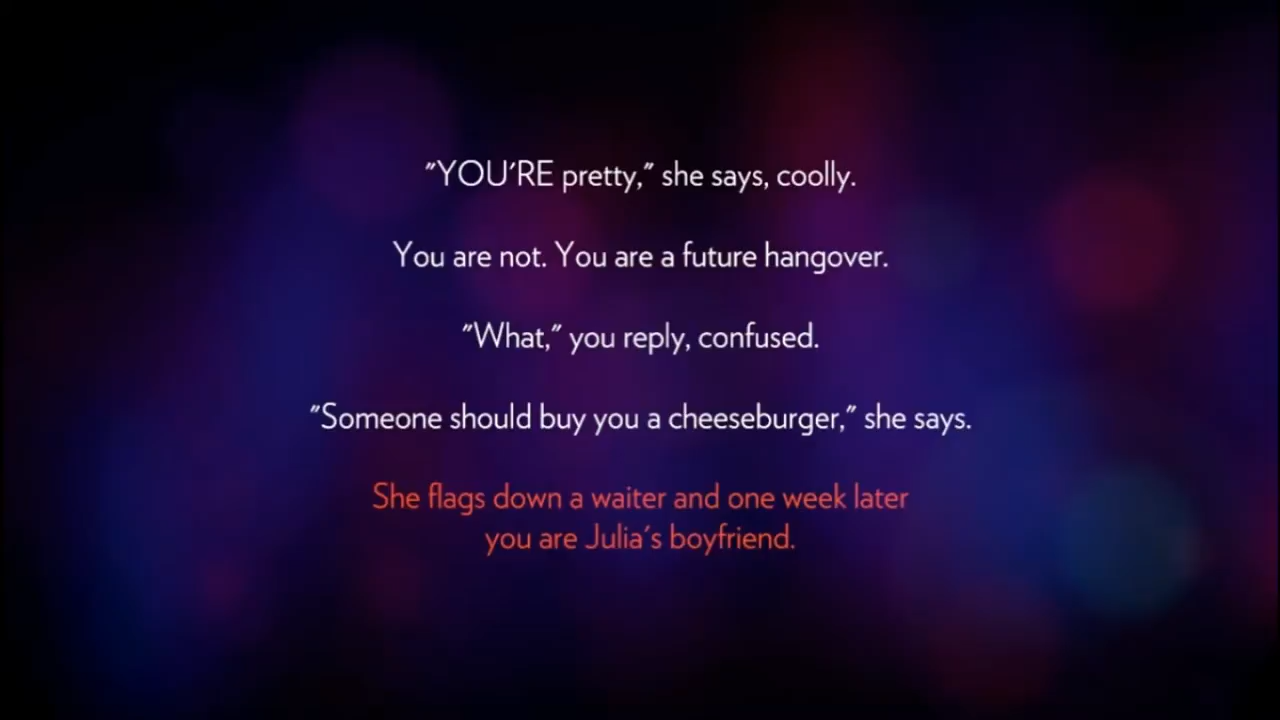 "YOU'RE pretty," she says, coolly.
You are not. You are a future hangover.
"What," you reply, confused.
"Someone should buy you a cheeseburger," she says.
She flags down a waiter and one week later
you are Julia's boyfriend.